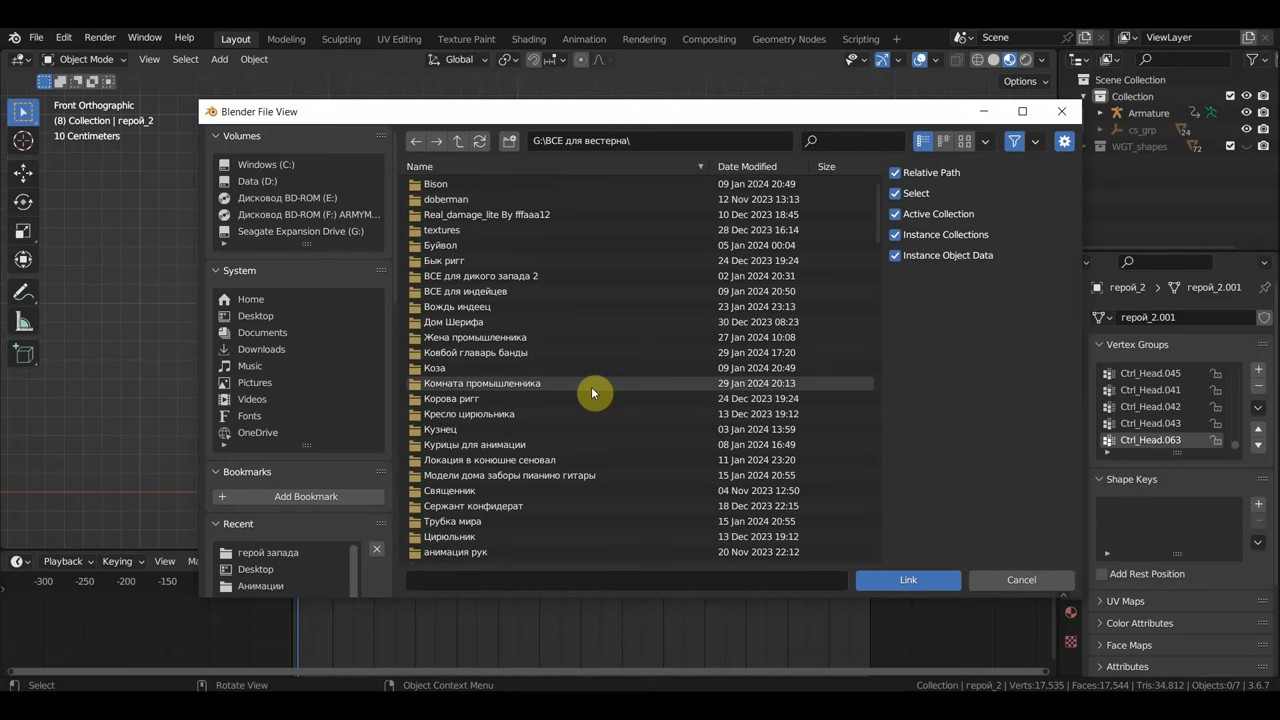 File Edit Render Window Help Layout Modeling Sculpting UV Editing Texture Paint Shading Animation Rendering Compositing Geometry Nodes Scripting + Scene ViewLayer
Object Mode View Select Add Object Global
Options
Front Orthographic
(8) Collection | герой_2
10 Centimeters
Scene Collection
Collection
Armature
cs_grp 24
WGT_shapes 72
Blender File View
Volumes
Windows (C:)
Data (D:)
Дисковод BD-ROM (E:)
Дисковод BD-ROM (F:) ARMYM...
Seagate Expansion Drive (G:)
System
Home
Desktop
Documents
Downloads
Music
Pictures
Videos
Fonts
OneDrive
Bookmarks
Add Bookmark
Recent
герой запада
Desktop
Анимации
G:\ВСЕ для вестерна\
Name Date Modified Size
Bison 09 Jan 2024 20:49
doberman 12 Nov 2023 13:13
Real_damage_lite By fffaaa12 10 Dec 2023 18:45
textures 28 Dec 2023 16:14
Буйвол 05 Jan 2024 00:04
Бык ригг 24 Dec 2023 19:24
ВСЕ для дикого запада 2 02 Jan 2024 20:31
ВСЕ для индейцев 09 Jan 2024 20:50
Вождь индеец 23 Jan 2024 23:13
Дом Шерифа 30 Dec 2023 08:23
Жена промышленника 27 Jan 2024 10:08
Ковбой главарь банды 29 Jan 2024 17:20
Коза 09 Jan 2024 20:49
Комната промышленника 29 Jan 2024 20:13
Корова ригг 24 Dec 2023 19:24
Кресло цирюльника 13 Dec 2023 19:12
Кузнец 03 Jan 2024 13:59
Курицы для анимации 08 Jan 2024 16:49
Локация в конюшне сеновал 11 Jan 2024 23:20
Модели дома заборы пианино гитары 15 Jan 2024 20:55
Священник 04 Nov 2023 12:50
Сержант конфидерат 18 Dec 2023 22:15
Трубка мира 15 Jan 2024 20:55
Цирюльник 13 Dec 2023 19:12
анимация рук 20 Nov 2023 22:12
Relative Path
Select
Active Collection
Instance Collections
Instance Object Data
Link Cancel
герой_2 герой_2.001
герой_2.001
Vertex Groups
Ctrl_Head.045
Ctrl_Head.041
Ctrl_Head.042
Ctrl_Head.043
Ctrl_Head.063
Shape Keys
Add Rest Position
UV Maps
Color Attributes
Face Maps
Attributes
Playback Keying View
-300 -250 -200 -150 -100
Select Rotate View Object Context Menu Collection | герой_2 | Verts:17,535 | Faces:17,544 | Tris:34,812 | Objects:0/7 | 3.6.7